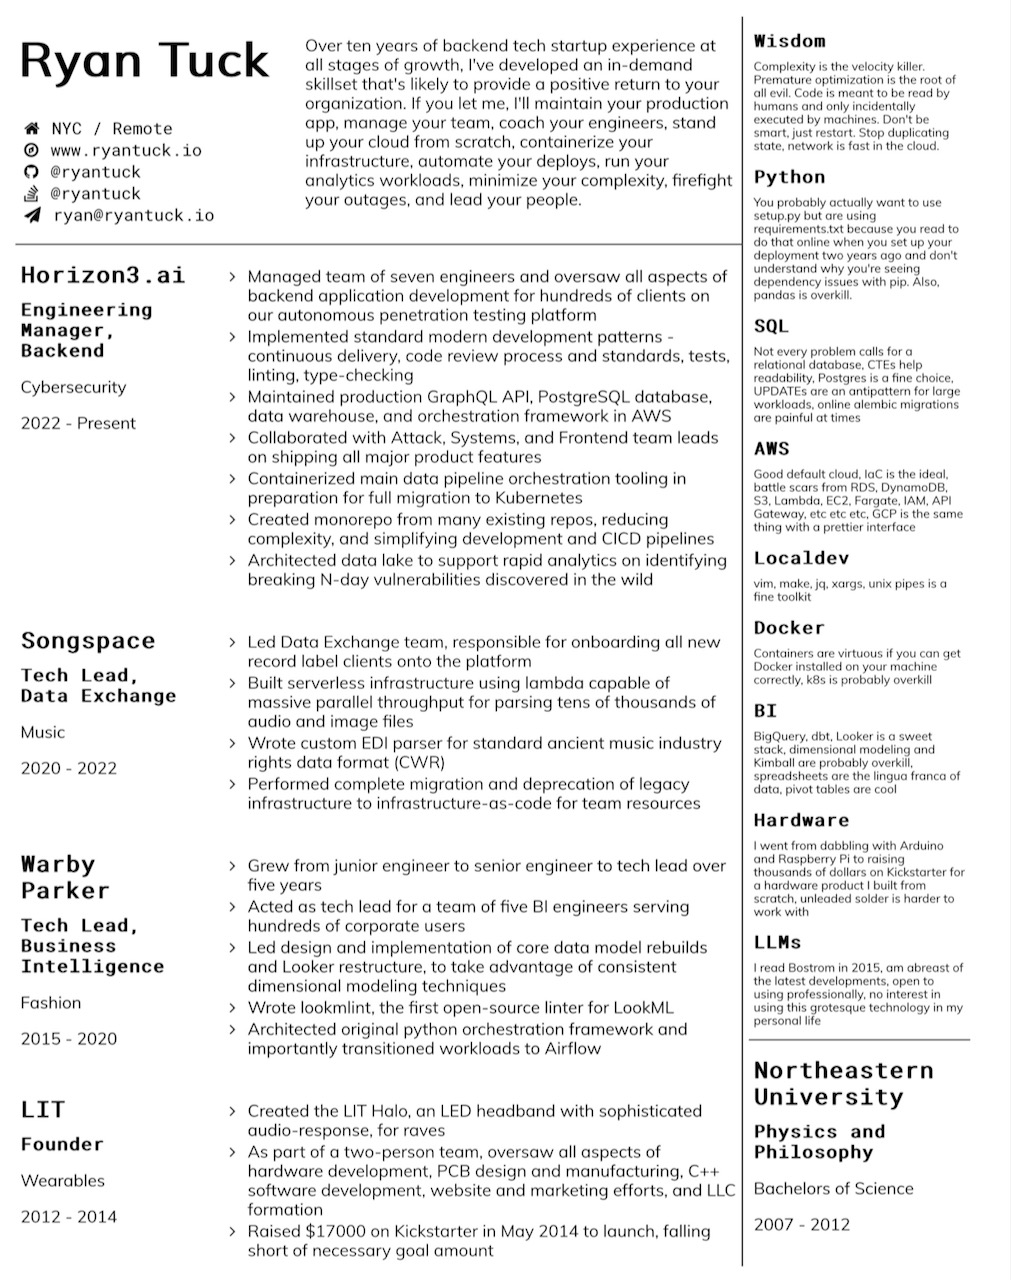 Ryan Tuck
NYC / Remote
www.ryantuck.io
@ryantuck
@ryantuck
ryan@ryantuck.io
Over ten years of backend tech startup experience at
all stages of growth, I've developed an in-demand
skillset that's likely to provide a positive return to your
organization. If you let me, I'll maintain your production
app, manage your team, coach your engineers, stand
up your cloud from scratch, containerize your
infrastructure, automate your deploys, run your
analytics workloads, minimize your complexity, firefight
your outages, and lead your people.
Horizon3.ai
Engineering
Manager,
Backend
Cybersecurity
2022 - Present
> Managed team of seven engineers and oversaw all aspects of
backend application development for hundreds of clients on
our autonomous penetration testing platform
> Implemented standard modern development patterns -
continuous delivery, code review process and standards, tests,
linting, type-checking
> Maintained production GraphQL API, PostgreSQL database,
data warehouse, and orchestration framework in AWS
> Collaborated with Attack, Systems, and Frontend team leads
on shipping all major product features
> Containerized main data pipeline orchestration tooling in
preparation for full migration to Kubernetes
> Created monorepo from many existing repos, reducing
complexity, and simplifying development and CICD pipelines
> Architected data lake to support rapid analytics on identifying
breaking N-day vulnerabilities discovered in the wild
Songspace
Tech Lead,
Data Exchange
Music
2020 - 2022
> Led Data Exchange team, responsible for onboarding all new
record label clients onto the platform
> Built serverless infrastructure using lambda capable of
massive parallel throughput for parsing tens of thousands of
audio and image files
> Wrote custom EDI parser for standard ancient music industry
rights data format (CWR)
> Performed complete migration and deprecation of legacy
infrastructure to infrastructure-as-code for team resources
Warby
Parker
Tech Lead,
Business
Intelligence
Fashion
2015 - 2020
> Grew from junior engineer to senior engineer to tech lead over
five years
> Acted as tech lead for a team of five BI engineers serving
hundreds of corporate users
> Led design and implementation of core data model rebuilds
and Looker restructure, to take advantage of consistent
dimensional modeling techniques
> Wrote lookmlint, the first open-source linter for LookML
> Architected original python orchestration framework and
importantly transitioned workloads to Airflow
LIT
Founder
Wearables
2012 - 2014
> Created the LIT Halo, an LED headband with sophisticated
audio-response, for raves
> As part of a two-person team, oversaw all aspects of
hardware development, PCB design and manufacturing, C++
software development, website and marketing efforts, and LLC
formation
> Raised $17000 on Kickstarter in May 2014 to launch, falling
short of necessary goal amount
Wisdom
Complexity is the velocity killer.
Premature optimization is the root of
all evil. Code is meant to be read by
humans and only incidentally
executed by machines. Don't be
smart, just restart. Stop duplicating
state, network is fast in the cloud.
Python
You probably actually want to use
setup.py but are using
requirements.txt because you read to
do that online when you set up your
deployment two years ago and don't
understand why you're seeing
dependency issues with pip. Also,
pandas is overkill.
SQL
Not every problem calls for a
relational database, CTEs help
readability, Postgres is a fine choice,
UPDATEs are an antipattern for large
workloads, online alembic migrations
are painful at times
AWS
Good default cloud, IaC is the ideal,
battle scars from RDS, DynamoDB,
S3, Lambda, EC2, Fargate, IAM, API
Gateway, etc etc etc, GCP is the same
thing with a prettier interface
Localdev
vim, make, jq, xargs, unix pipes is a
fine toolkit
Docker
Containers are virtuous if you can get
Docker installed on your machine
correctly, k8s is probably overkill
BI
BigQuery, dbt, Looker is a sweet
stack, dimensional modeling and
Kimball are probably overkill,
spreadsheets are the lingua franca of
data, pivot tables are cool
Hardware
I went from dabbling with Arduino
and Raspberry Pi to raising
thousands of dollars on Kickstarter for
a hardware product I built from
scratch, unleaded solder is harder to
work with
LLMs
I read Bostrom in 2015, am abreast of
the latest developments, open to
using professionally, no interest in
using this grotesque technology in my
personal life
Northeastern
University
Physics and
Philosophy
Bachelors of Science
2007 - 2012